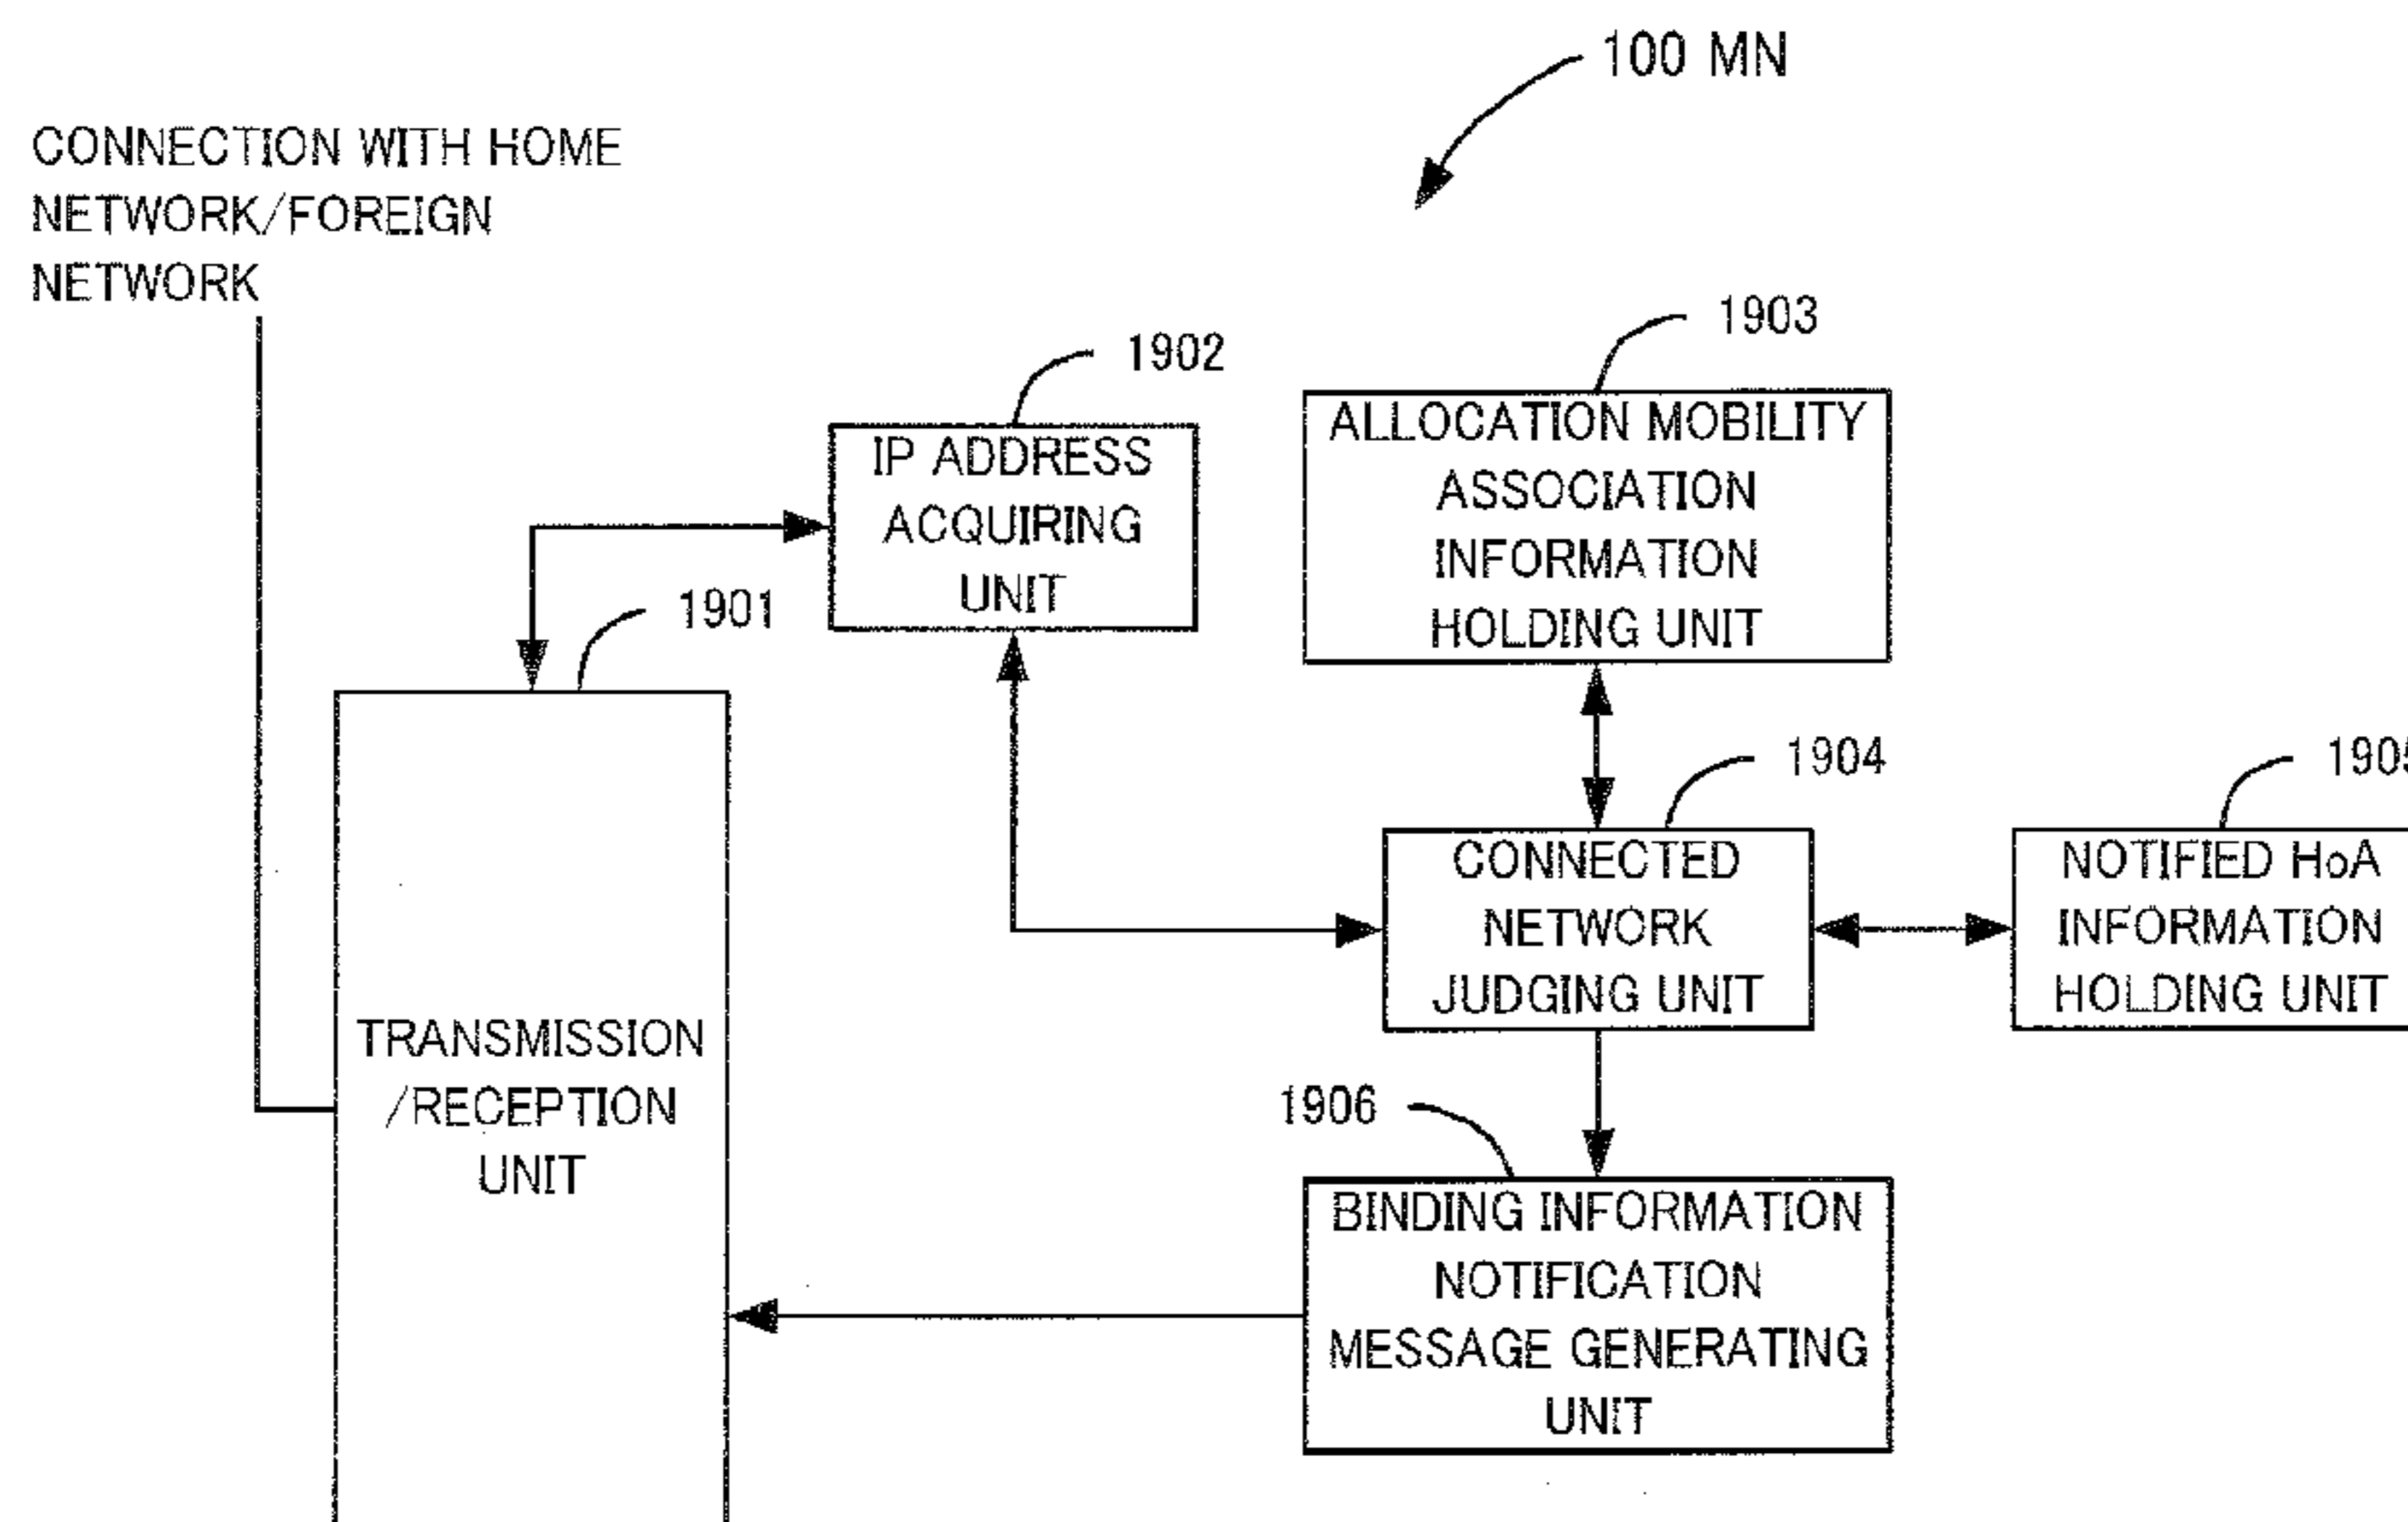 100 MN
CONNECTION WITH HOME
NETWORK/FOREIGN
NETWORK
1903
1902
ALLOCATION MOBILITY
ASSOCIATION
INFORMATION
HOLDING UNIT
IP ADDRESS
ACQUIRING
UNIT
1901
1904
1905
CONNECTED
NETWORK
JUDGING UNIT
NOTIFIED HoA
INFORMATION
HOLDING UNIT
TRANSMISSION
/RECEPTION
UNIT
1906
BINDING INFORMATION
NOTIFICATION
MESSAGE GENERATING
UNIT